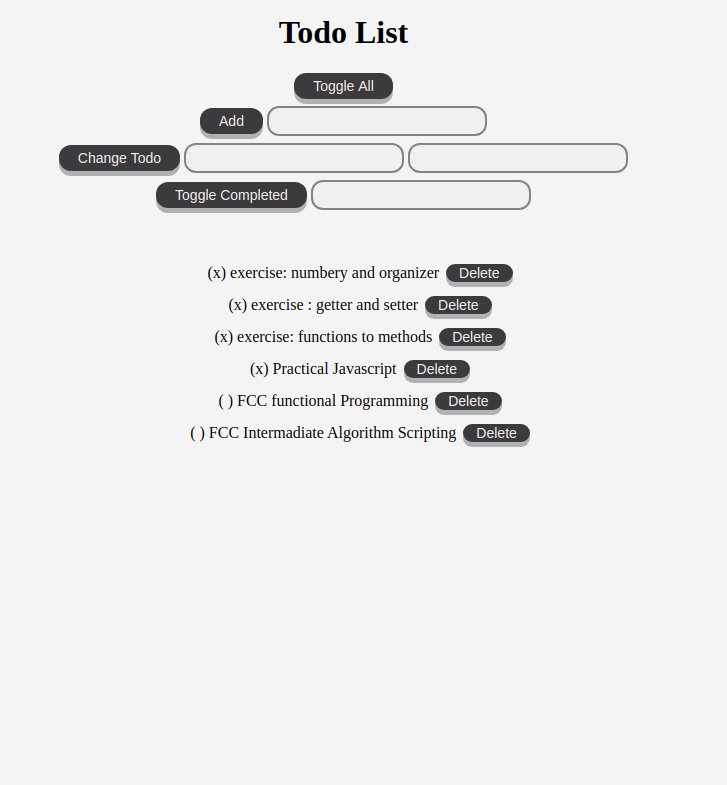 Todo List
Toggle All
Add
Change Todo
Toggle Completed
(x) exercise: numbery and organizer Delete
(x) exercise : getter and setter Delete
(x) exercise: functions to methods Delete
(x) Practical Javascript Delete
( ) FCC functional Programming Delete
( ) FCC Intermadiate Algorithm Scripting Delete